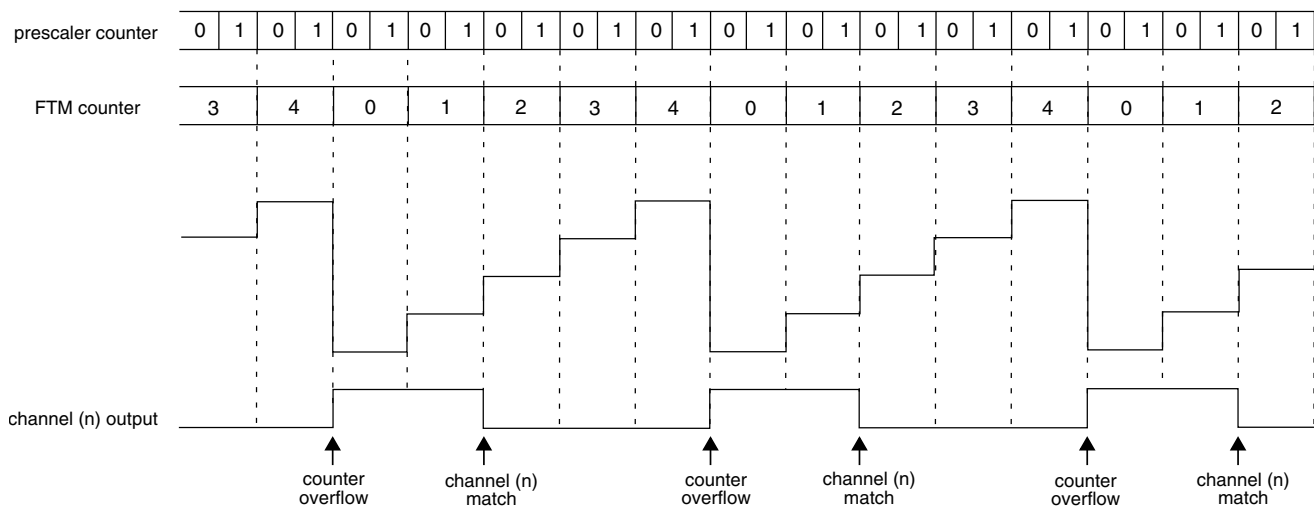 prescaler counter 0 1 0 1 0 1 0 1 0 1 0 1 0 1 0 1 0 1 0 1 0 1 0 1 0 1 0 1 0 1
FTM counter 3 4 0 1 2 3 4 0 1 2 3 4 0 1 2
channel (n) output
counter overflow
channel (n) match
counter overflow
channel (n) match
counter overflow
channel (n) match